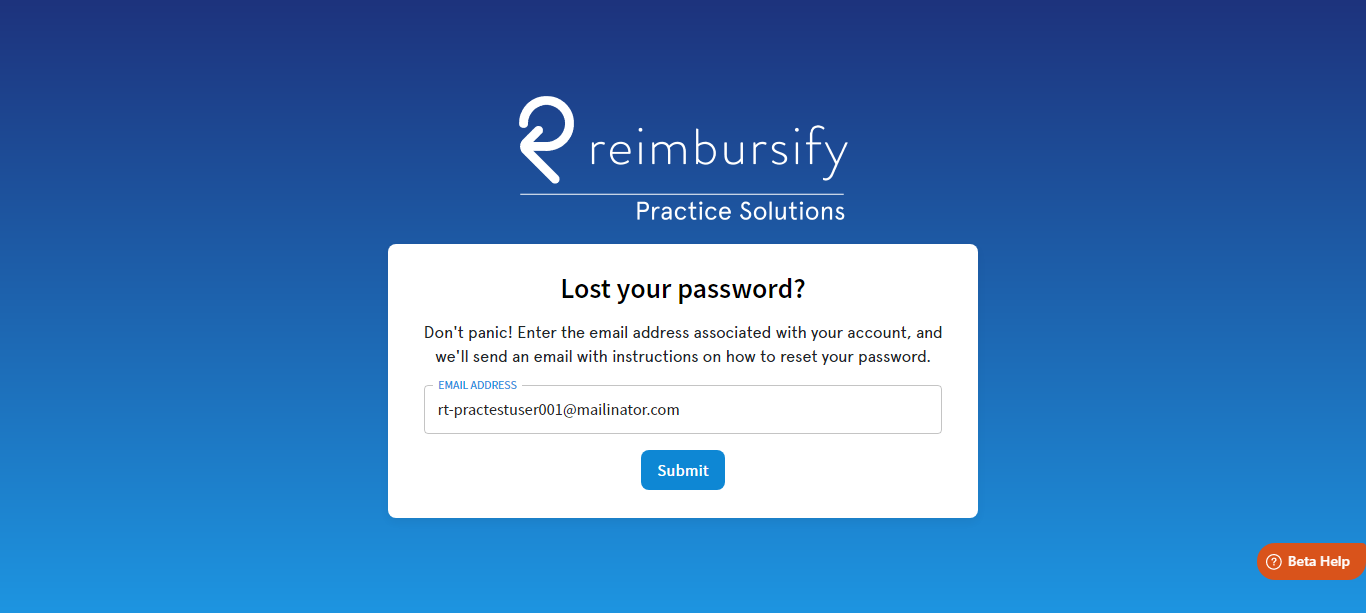 reimbursify
Practice Solutions
Lost your password?
Don't panic! Enter the email address associated with your account, and
we'll send an email with instructions on how to reset your password.
EMAIL ADDRESS
rt-practestuser001@mailinator.com
Submit
Beta Help